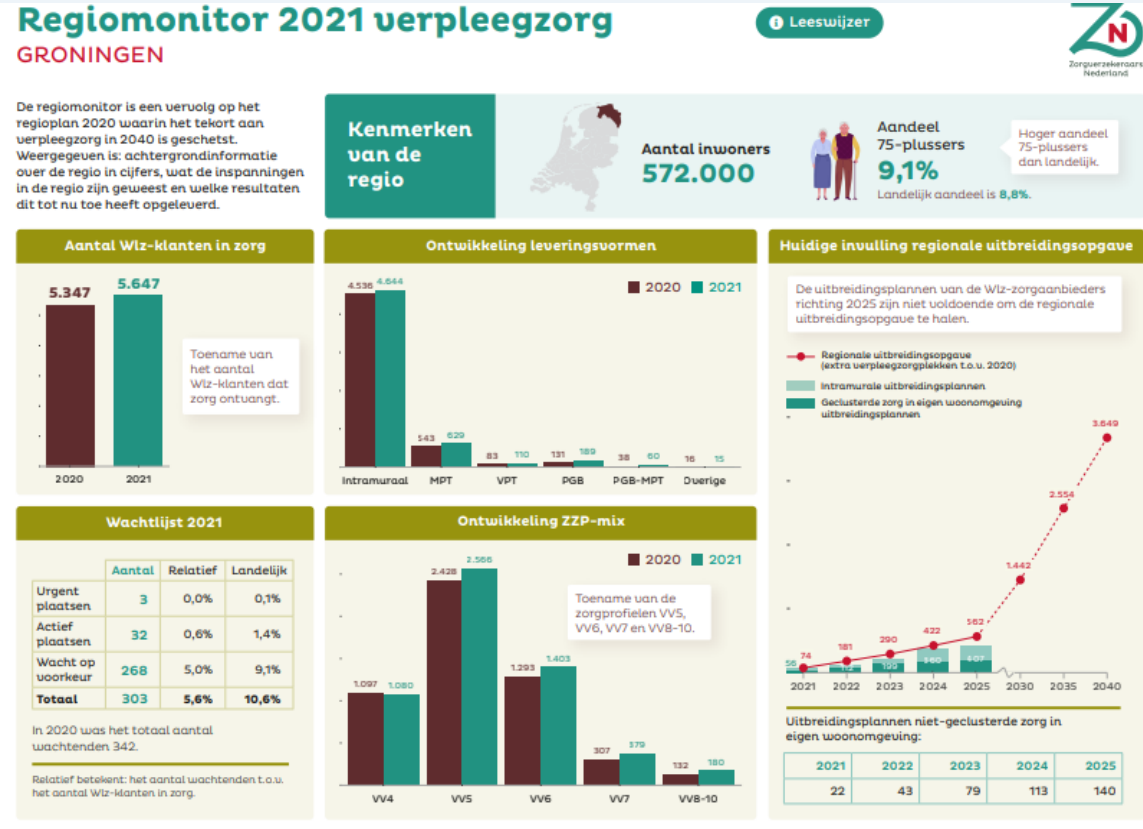 Regiomonitor 2021 verpleegzorg
GRONINGEN
Leeswijzer
ZN
Zorgverzekeraars
Nederland
De regiomonitor is een vervolg op het
regioplan 2020 waarin het tekort aan
verpleegzorg in 2040 is geschetst.
Weergegeven is: achtergrondinformatie
over de regio in cijfers, wat de inspanningen
in de regio zijn geweest en welke resultaten
dit tot nu toe heeft opgeleverd.
Kenmerken
van de
regio
Aantal inwoners
572.000
Aandeel
75-plussers
9,1%
Landelijk aandeel is 8,8%.
Hoger aandeel
75-plussers
dan landelijk.
Aantal Wlz-klanten in zorg
5.347
5.647
2020
2021
Toename van
het aantal
Wlz-klanten dat
zorg ontvangt.
Ontwikkeling leveringsvormen
2020 2021
4.536 4.644
543 629
83 110
131 189
38 60
16 15
Intramuraal MPT VPT PGB PGB-MPT Overige
Huidige invulling regionale uitbreidingsopgave
De uitbreidingsplannen van de Wlz-zorgaanbieders
richting 2025 zijn niet voldoende om de regionale
uitbreidingsopgave te halen.
Regionale uitbreidingsopgave
(extra verpleegzorgplekken t.o.v. 2020)
Intramurale uitbreidingsplannen
Geclusterde zorg in eigen woonomgeving
uitbreidingsplannen
56 74 181 290 422 562 1.442 2.554 3.649
199 407
2021 2022 2023 2024 2025 2030 2035 2040
Uitbreidingsplannen niet-geclusterde zorg in
eigen woonomgeving:
2021 2022 2023 2024 2025
22 43 79 113 140
Wachtlijst 2021
Aantal Relatief Landelijk
Urgent
plaatsen 3 0,0% 0,1%
Actief
plaatsen 32 0,6% 1,4%
Wacht op
voorkeur 268 5,0% 9,1%
Totaal 303 5,6% 10,6%
In 2020 was het totaal aantal
wachtenden 342.
Relatief betekent: het aantal wachtenden t.o.v.
het aantal Wlz-klanten in zorg.
Ontwikkeling ZZP-mix
2020 2021
Toename van de
zorgprofielen VV5,
VV6, VV7 en VV8-10.
1.097 1.080
2.428 2.566
1.293 1.403
307 379
132 180
VV4 VV5 VV6 VV7 VV8-10